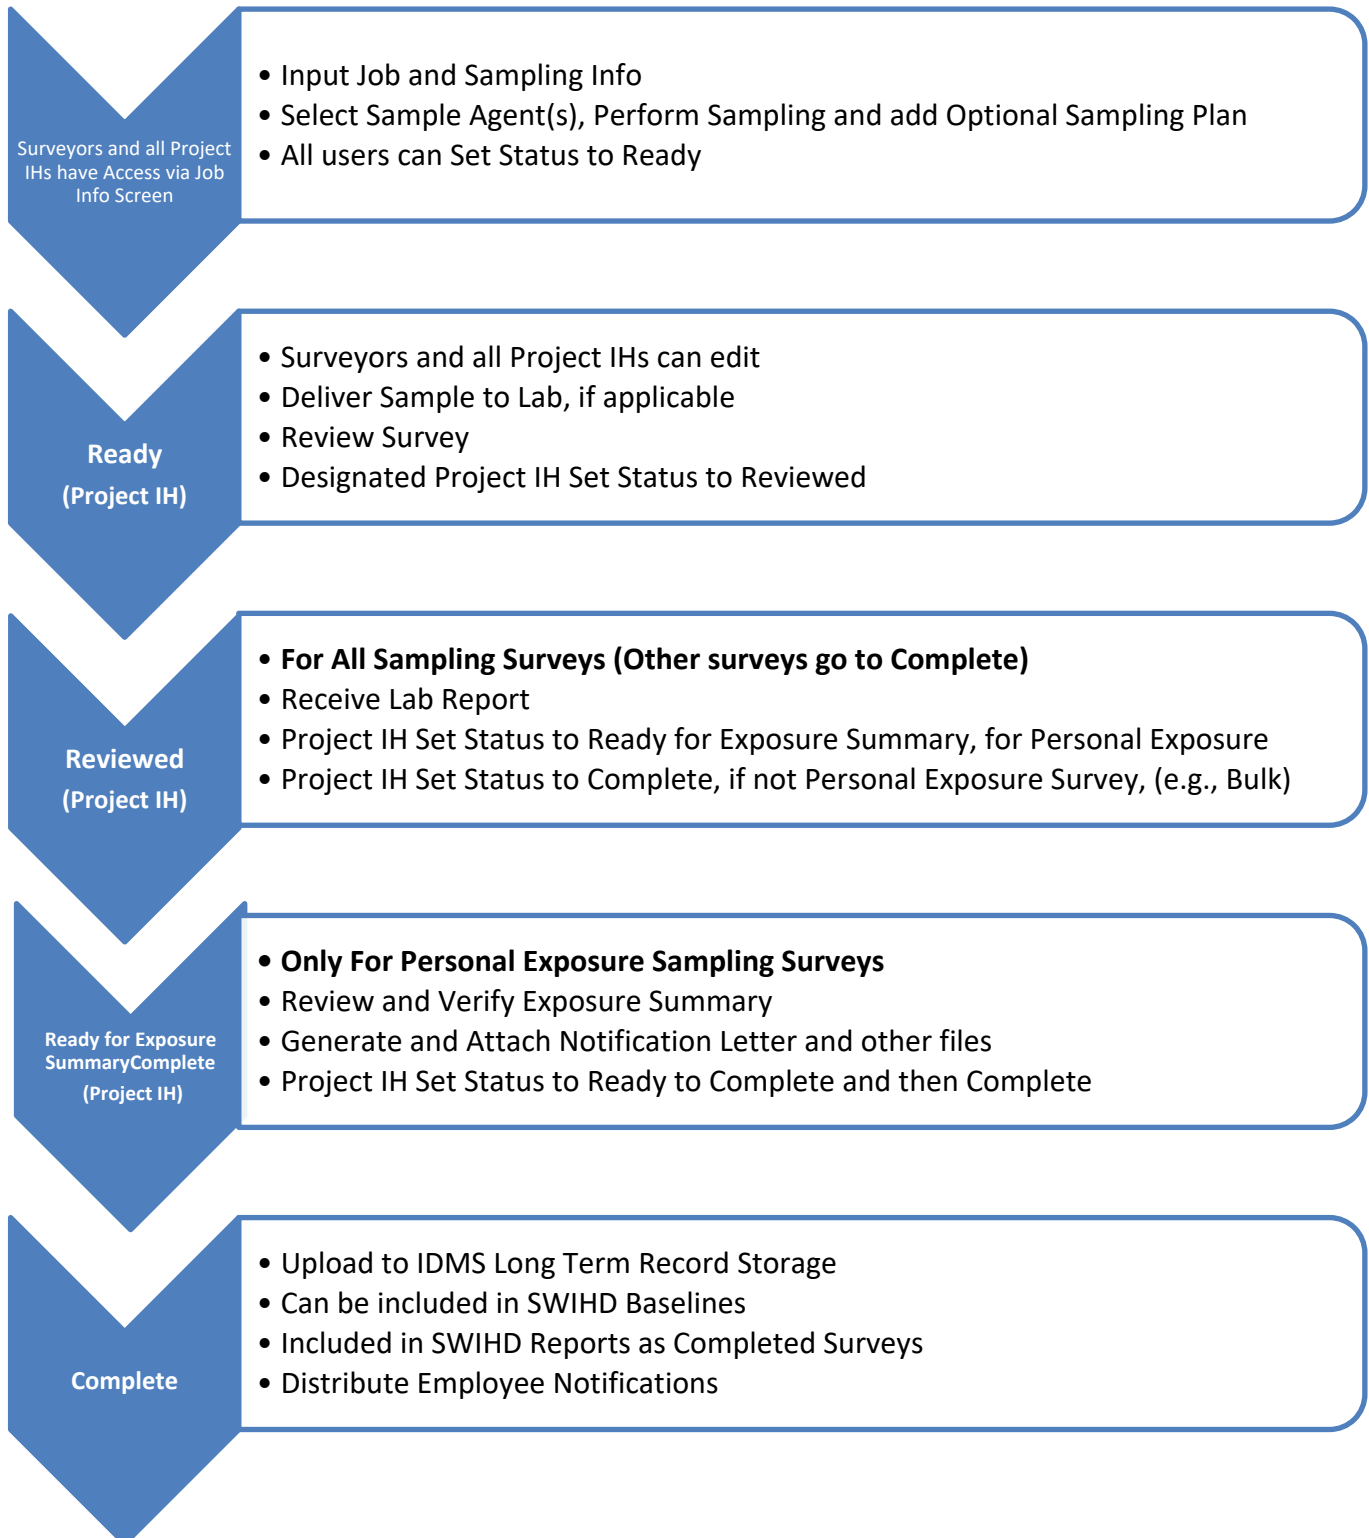 Surveyors and all Project
IHs have Access via Job
Info Screen
• Input Job and Sampling Info
• Select Sample Agent(s), Perform Sampling and add Optional Sampling Plan
• All users can Set Status to Ready
Ready
(Project IH)
• Surveyors and all Project IHs can edit
• Deliver Sample to Lab, if applicable
• Review Survey
• Designated Project IH Set Status to Reviewed
Reviewed
(Project IH)
• For All Sampling Surveys (Other surveys go to Complete)
• Receive Lab Report
• Project IH Set Status to Ready for Exposure Summary, for Personal Exposure
• Project IH Set Status to Complete, if not Personal Exposure Survey, (e.g., Bulk)
Ready for Exposure
SummaryComplete
(Project IH)
• Only For Personal Exposure Sampling Surveys
• Review and Verify Exposure Summary
• Generate and Attach Notification Letter and other files
• Project IH Set Status to Ready to Complete and then Complete
Complete
• Upload to IDMS Long Term Record Storage
• Can be included in SWIHD Baselines
• Included in SWIHD Reports as Completed Surveys
• Distribute Employee Notifications